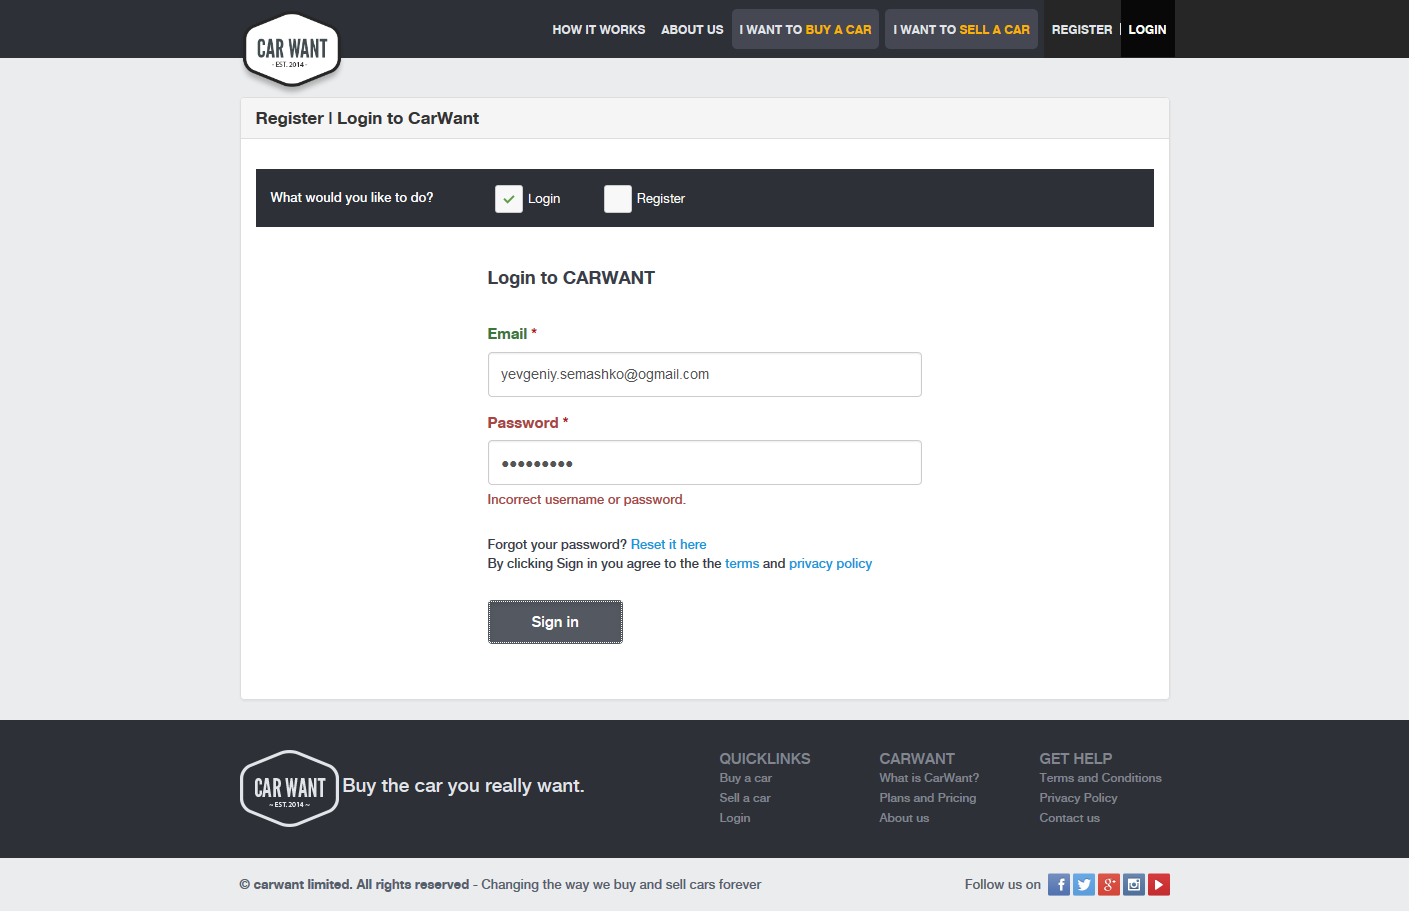 CAR WANT
· EST. 2014 ·
HOW IT WORKS ABOUT US I WANT TO BUY A CAR I WANT TO SELL A CAR REGISTER | LOGIN
Register | Login to CarWant
What would you like to do? Login Register
Login to CARWANT
Email *
yevgeniy.semashko@ogmail.com
Password *
•••••••••
Incorrect username or password.
Forgot your password? Reset it here
By clicking Sign in you agree to the the terms and privacy policy
Sign in
CAR WANT
~ EST. 2014 ~
Buy the car you really want.
QUICKLINKS
Buy a car
Sell a car
Login
CARWANT
What is CarWant?
Plans and Pricing
About us
GET HELP
Terms and Conditions
Privacy Policy
Contact us
© carwant limited. All rights reserved - Changing the way we buy and sell cars forever
Follow us on